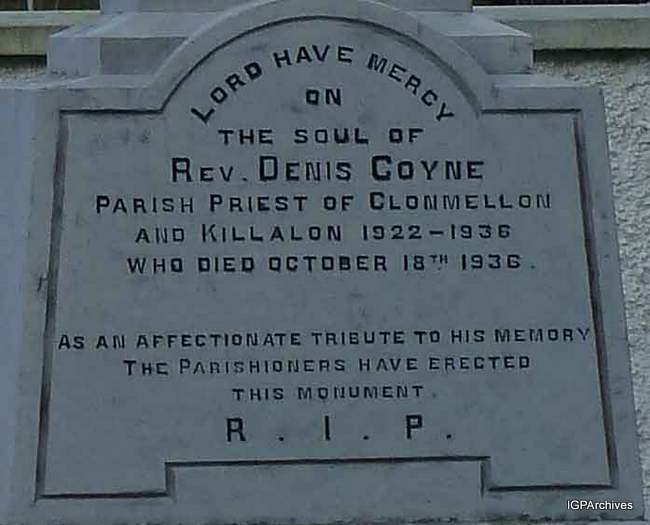 LORD HAVE MERCY
ON
THE SOUL OF
REV. DENIS COYNE
PARISH PRIEST OF CLONMELLON
AND KILLALON 1922-1936
WHO DIED OCTOBER 18TH 1936.
AS AN AFFECTIONATE TRIBUTE TO HIS MEMORY
THE PARISHIONERS HAVE ERECTED
THIS MONUMENT.
R. I. P.
IGPArchives